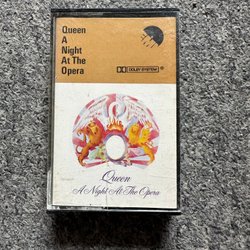 Queen
A
Night
At The
Opera
DOLBY SYSTEM
Queen
A Night At The Opera